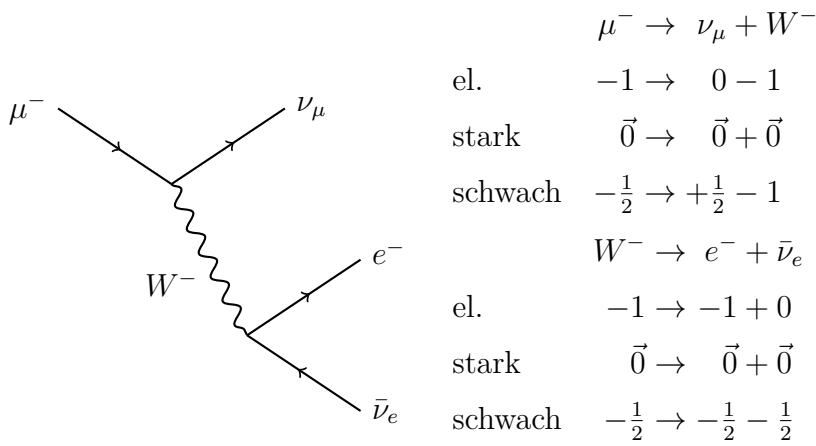 μ⁻
ν_μ
W⁻
e⁻
ν̄_e
μ⁻ → ν_μ + W⁻
el. −1 → 0 − 1
stark 0⃗ → 0⃗ + 0⃗
schwach −½ → +½ − 1
W⁻ → e⁻ + ν̄_e
el. −1 → −1 + 0
stark 0⃗ → 0⃗ + 0⃗
schwach −½ → −½ − ½